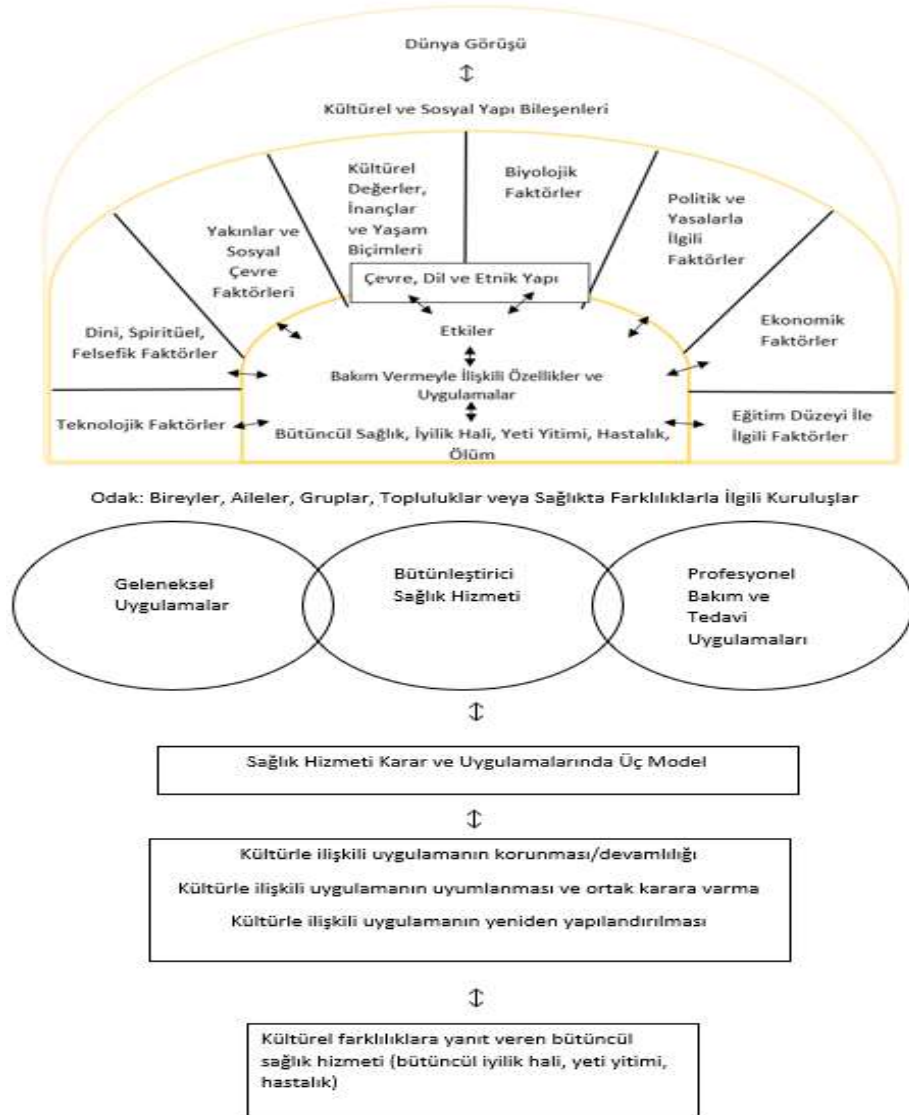 Dünya Görüşü
Kültürel ve Sosyal Yapı Bileşenleri
Kültürel
Değerler,
İnançlar
ve Yaşam
Biçimleri
Biyolojik
Faktörler
Politik ve
Yasalarla
İlgili
Faktörler
Yakınlar ve
Sosyal
Çevre
Faktörleri
Çevre, Dil ve Etnik Yapı
Dini, Spiritüel,
Felsefik Faktörler
Etkiler
Ekonomik
Faktörler
Bakım Vermeyle İlişkili Özellikler ve
Uygulamalar
Teknolojik Faktörler
Bütüncül Sağlık, İyilik Hali, Yeti Yitimi, Hastalık,
Ölüm
Eğitim Düzeyi İle
İlgili Faktörler
Odak: Bireyler, Aileler, Gruplar, Topluluklar veya Sağlıkta Farklılıklarla İlgili Kuruluşlar
Geleneksel
Uygulamalar
Bütünleştirici
Sağlık Hizmeti
Profesyonel
Bakım ve
Tedavi
Uygulamaları
Sağlık Hizmeti Karar ve Uygulamalarında Üç Model
Kültürle ilişkili uygulamanın korunması/devamlılığı
Kültürle ilişkili uygulamanın uyumlanması ve ortak karara varma
Kültürle ilişkili uygulamanın yeniden yapılandırılması
Kültürel farklılıklara yanıt veren bütüncül
sağlık hizmeti (bütüncül iyilik hali, yeti yitimi,
hastalık)